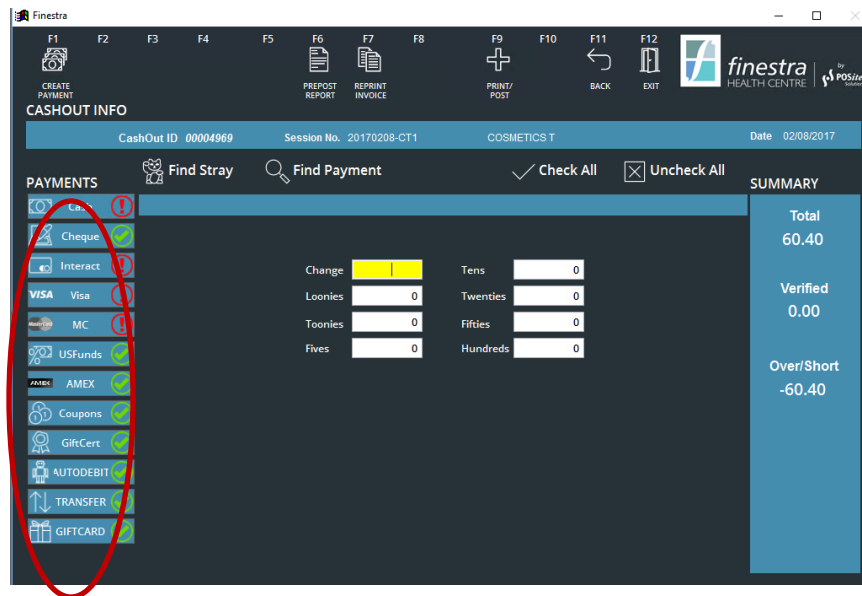 Finestra
F1 F2 F3 F4 F5 F6 F7 F8 F9 F10 F11 F12
CREATE PAYMENT
PREPOST REPORT
REPRINT INVOICE
PRINT/ POST
BACK
EXIT
finestra
HEALTH CENTRE
by
POSite
Solutions
CASHOUT INFO
CashOut ID 00004969 Session No. 20170208-CT1 COSMETICS T Date 02/08/2017
Find Stray Find Payment Check All Uncheck All
PAYMENTS
SUMMARY
Cash
Cheque
Interact
VISA Visa
MasterCard MC
USFunds
AMEX AMEX
Coupons
GiftCert
AUTODEBIT
TRANSFER
GIFTCARD
Change
Loonies 0
Toonies 0
Fives 0
Tens 0
Twenties 0
Fifties 0
Hundreds 0
Total
60.40
Verified
0.00
Over/Short
-60.40